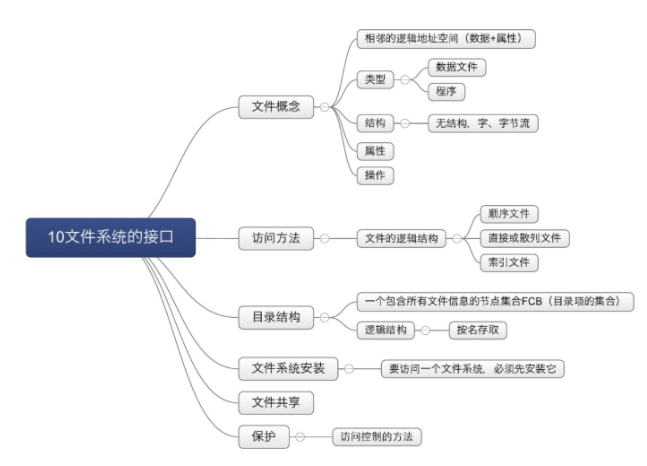 相邻的逻辑地址空间（数据+属性）
数据文件
类型
程序
文件概念
结构
无结构，字、字节流
属性
操作
10文件系统的接口
顺序文件
访问方法
文件的逻辑结构
直接或散列文件
索引文件
一个包含所有文件信息的节点集合FCB（目录项的集合）
目录结构
逻辑结构
按名存取
文件系统安装
要访问一个文件系统，必须先安装它
文件共享
保护
访问控制的方法